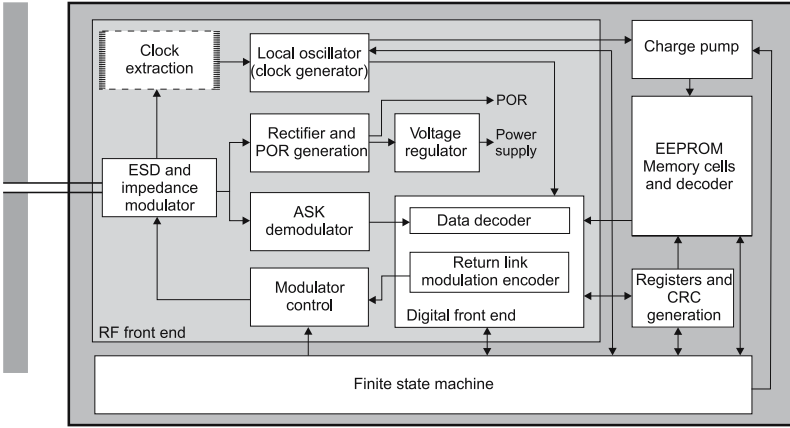 Clock
extraction
Local oscillator
(clock generator)
Charge pump
Rectifier and
POR generation
POR
Voltage
regulator
Power
supply
EEPROM
Memory cells
and decoder
ESD and
impedance
modulator
ASK
demodulator
Data decoder
Return link
modulation encoder
Modulator
control
Digital front end
Registers and
CRC
generation
RF front end
Finite state machine